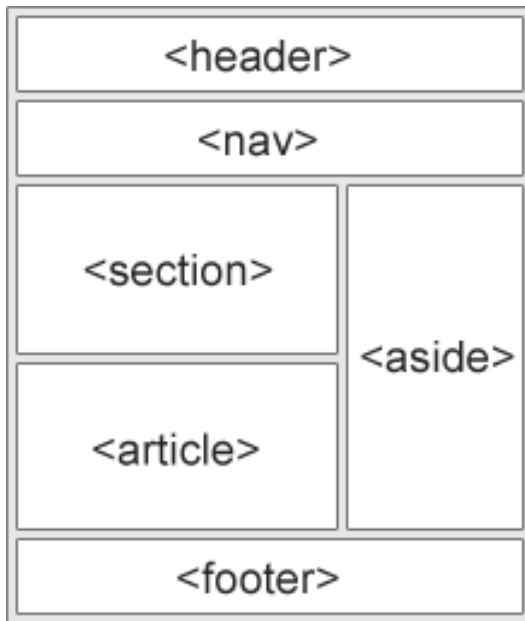 <header>
<nav>
<section>
<aside>
<article>
<footer>